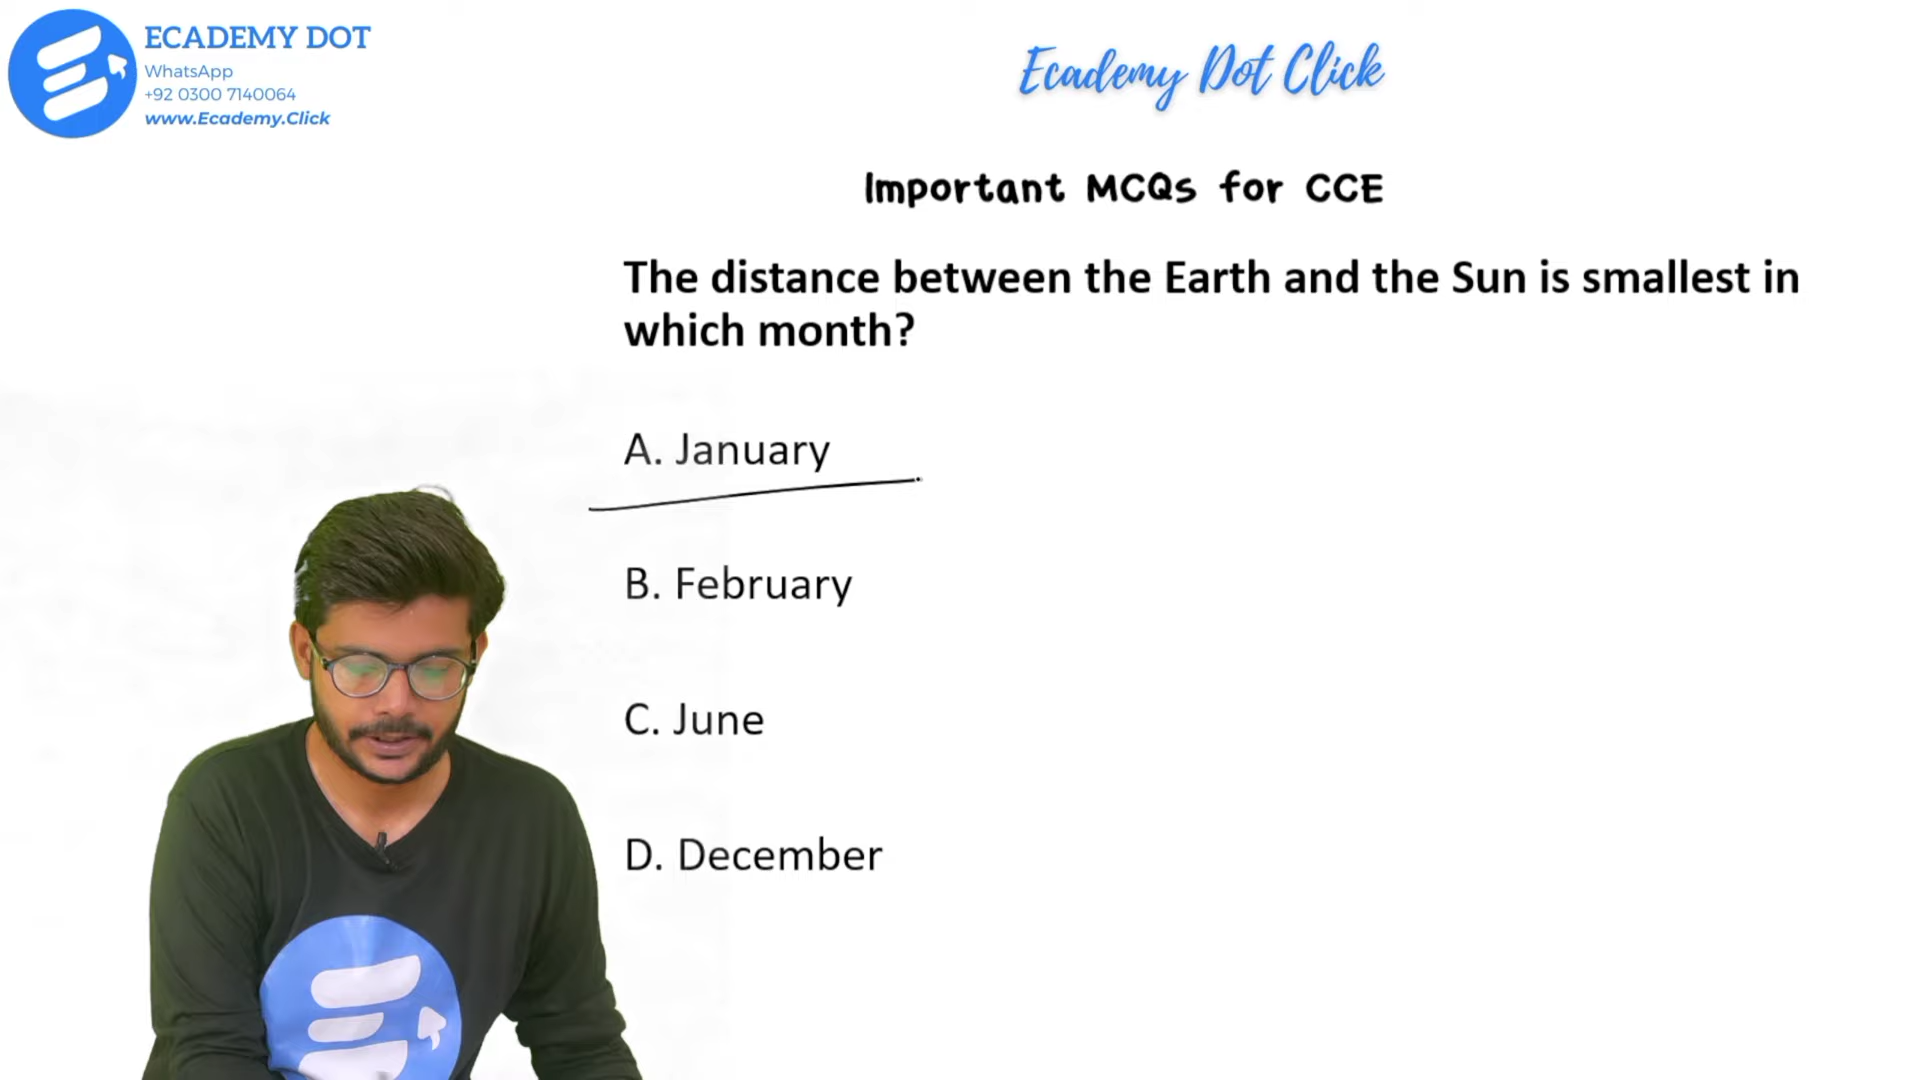 ECADEMY DOT
WhatsApp
+92 0300 7140064
www.Ecademy.Click
Ecademy Dot Click
Important MCQs for CCE
The distance between the Earth and the Sun is smallest in
which month?
A. January
B. February
C. June
D. December